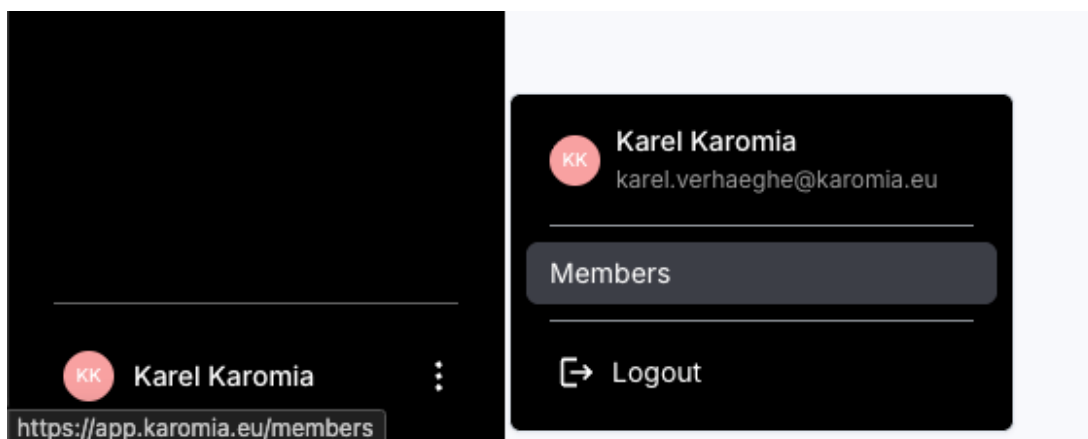 KK Karel Karomia
https://app.karomia.eu/members
KK
Karel Karomia
karel.verhaeghe@karomia.eu
Members
Logout